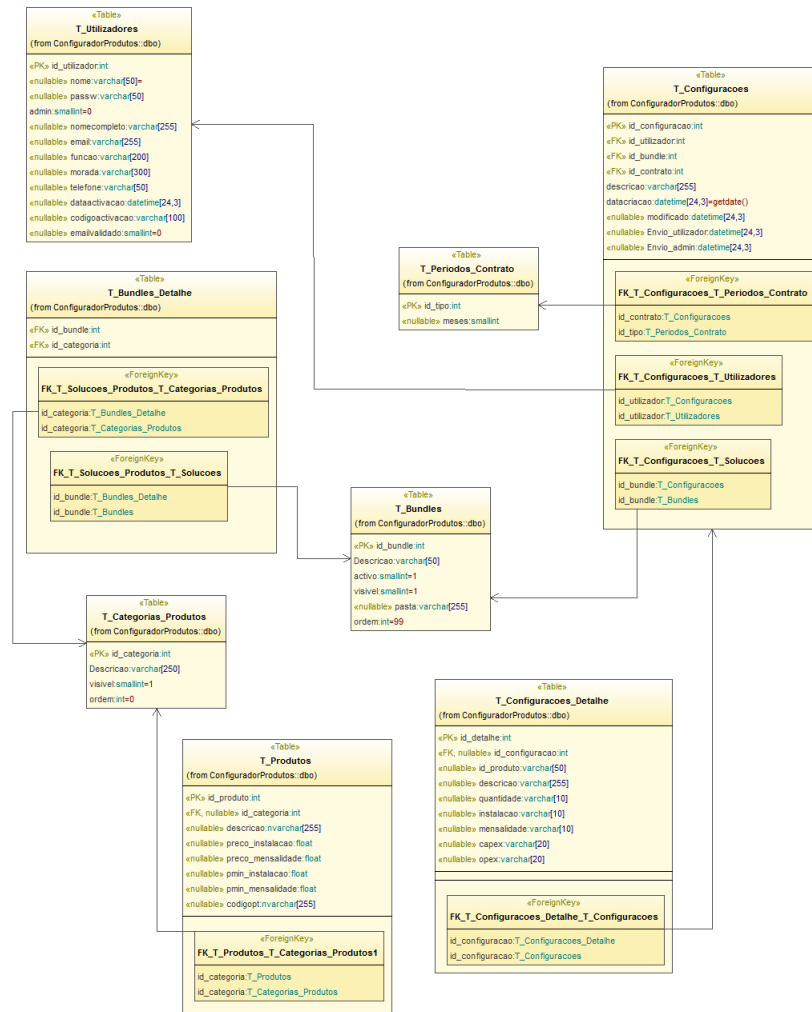 «Table»
T_Utilizadores
(from ConfiguradorProdutos::dbo)
«PK» id_utilizador:int
«nullable» nome:varchar[50]=
«nullable» passw:varchar[50]
admin:smallint=0
«nullable» nomecompleto:varchar[255]
«nullable» email:varchar[255]
«nullable» funcao:varchar[200]
«nullable» morada:varchar[300]
«nullable» telefone:varchar[50]
«nullable» dataactivacao:datetime[24,3]
«nullable» codigoactivacao:varchar[100]
«nullable» emailvalidado:smallint=0
«Table»
T_Configuracoes
(from ConfiguradorProdutos::dbo)
«PK» id_configuracao:int
«FK» id_utilizador:int
«FK» id_bundle:int
«FK» id_contrato:int
descricao:varchar[255]
datacriacao:datetime[24,3]=getdate()
«nullable» modificado:datetime[24,3]
«nullable» Envio_utilizador:datetime[24,3]
«nullable» Envio_admin:datetime[24,3]
«ForeignKey»
FK_T_Configuracoes_T_Periodos_Contrato
id_contrato:T_Configuracoes
id_tipo:T_Periodos_Contrato
«ForeignKey»
FK_T_Configuracoes_T_Utilizadores
id_utilizador:T_Configuracoes
id_utilizador:T_Utilizadores
«ForeignKey»
FK_T_Configuracoes_T_Solucoes
id_bundle:T_Configuracoes
id_bundle:T_Bundles
«Table»
T_Periodos_Contrato
(from ConfiguradorProdutos::dbo)
«PK» id_tipo:int
«nullable» meses:smallint
«Table»
T_Bundles_Detalhe
(from ConfiguradorProdutos::dbo)
«FK» id_bundle:int
«FK» id_categoria:int
«ForeignKey»
FK_T_Solucoes_Produtos_T_Categorias_Produtos
id_categoria:T_Bundles_Detalhe
id_categoria:T_Categorias_Produtos
«ForeignKey»
FK_T_Solucoes_Produtos_T_Solucoes
id_bundle:T_Bundles_Detalhe
id_bundle:T_Bundles
«Table»
T_Bundles
(from ConfiguradorProdutos::dbo)
«PK» id_bundle:int
Descricao:varchar[50]
activo:smallint=1
visivel:smallint=1
«nullable» pasta:varchar[255]
ordem:int=99
«Table»
T_Categorias_Produtos
(from ConfiguradorProdutos::dbo)
«PK» id_categoria:int
Descricao:varchar[250]
visivel:smallint=1
ordem:int=0
«Table»
T_Configuracoes_Detalhe
(from ConfiguradorProdutos::dbo)
«PK» id_detalhe:int
«FK, nullable» id_configuracao:int
«nullable» id_produto:varchar[50]
«nullable» descricao:varchar[255]
«nullable» quantidade:varchar[10]
«nullable» instalacao:varchar[10]
«nullable» mensalidade:varchar[10]
«nullable» capex:varchar[20]
«nullable» opex:varchar[20]
«ForeignKey»
FK_T_Configuracoes_Detalhe_T_Configuracoes
id_configuracao:T_Configuracoes_Detalhe
id_configuracao:T_Configuracoes
«Table»
T_Produtos
(from ConfiguradorProdutos::dbo)
«PK» id_produto:int
«FK, nullable» id_categoria:int
«nullable» descricao:nvarchar[255]
«nullable» preco_instalacao:float
«nullable» preco_mensalidade:float
«nullable» pmin_instalacao:float
«nullable» pmin_mensalidade:float
«nullable» codigopt:nvarchar[255]
«ForeignKey»
FK_T_Produtos_T_Categorias_Produtos1
id_categoria:T_Produtos
id_categoria:T_Categorias_Produtos